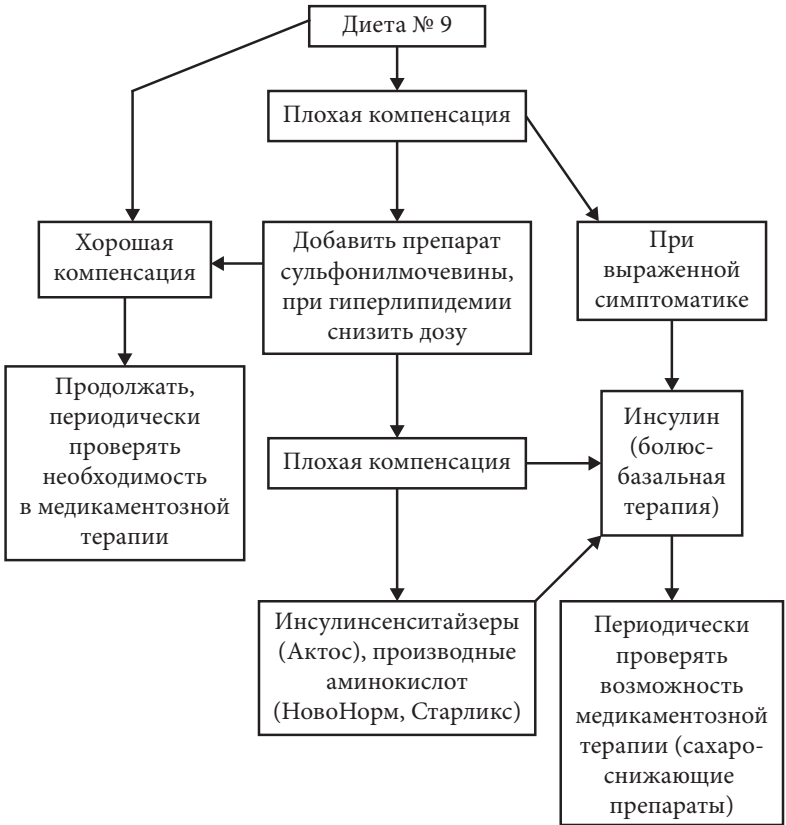 Диета № 9
Плохая компенсация
Хорошая
компенсация
Добавить препарат
сульфонилмочевины,
при гиперлипидемии
снизить дозу
При
выраженной
симптоматике
Продолжать,
периодически
проверять
необходимость
в медикаментозной
терапии
Плохая компенсация
Инсулин
(болюс-
базальная
терапия)
Инсулинсенситайзеры
(Актос), производные
аминокислот
(НовоНорм, Старликс)
Периодически
проверять
возможность
медикаментозной
терапии (сахаро-
снижающие
препараты)